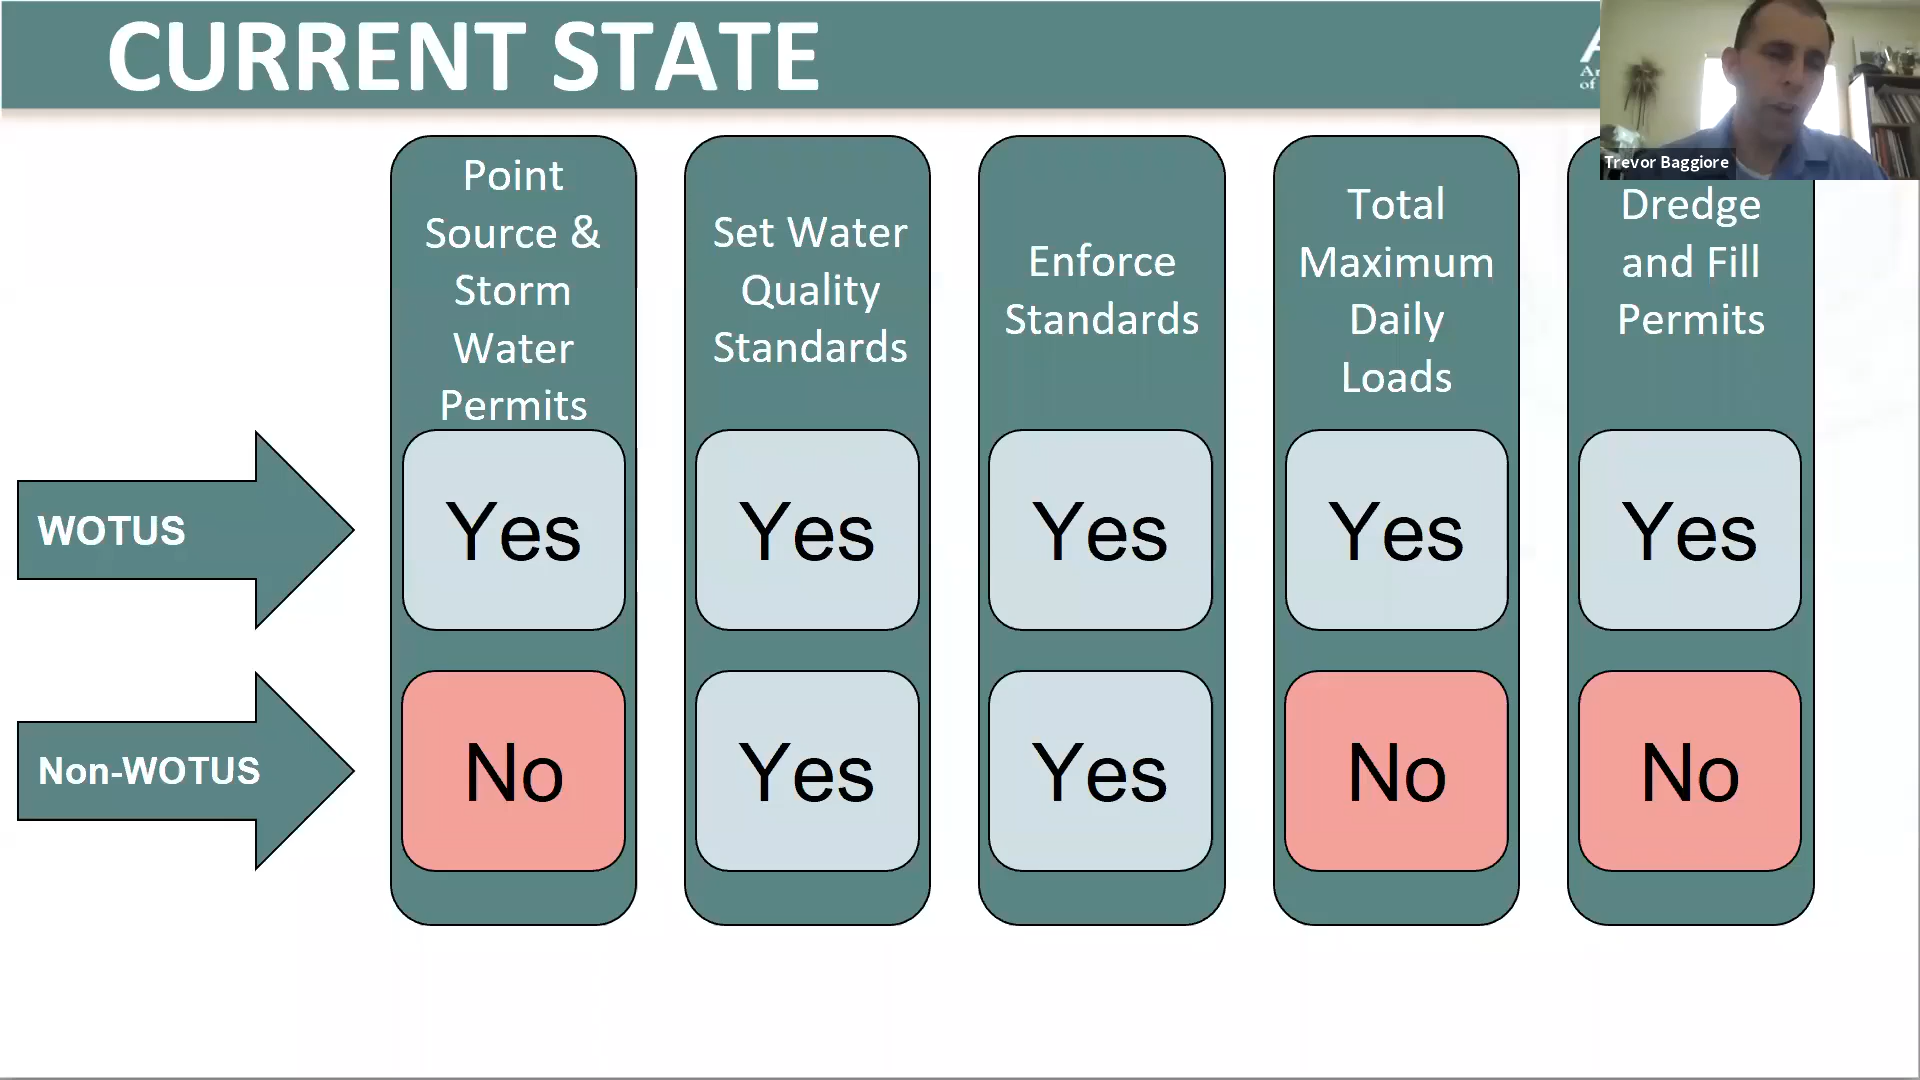 CURRENT STATE
Trevor Baggiore
Point
Source &
Storm
Water
Permits
Set Water
Quality
Standards
Enforce
Standards
Total
Maximum
Daily
Loads
Dredge
and Fill
Permits
WOTUS
Yes
Yes
Yes
Yes
Yes
Non-WOTUS
No
Yes
Yes
No
No